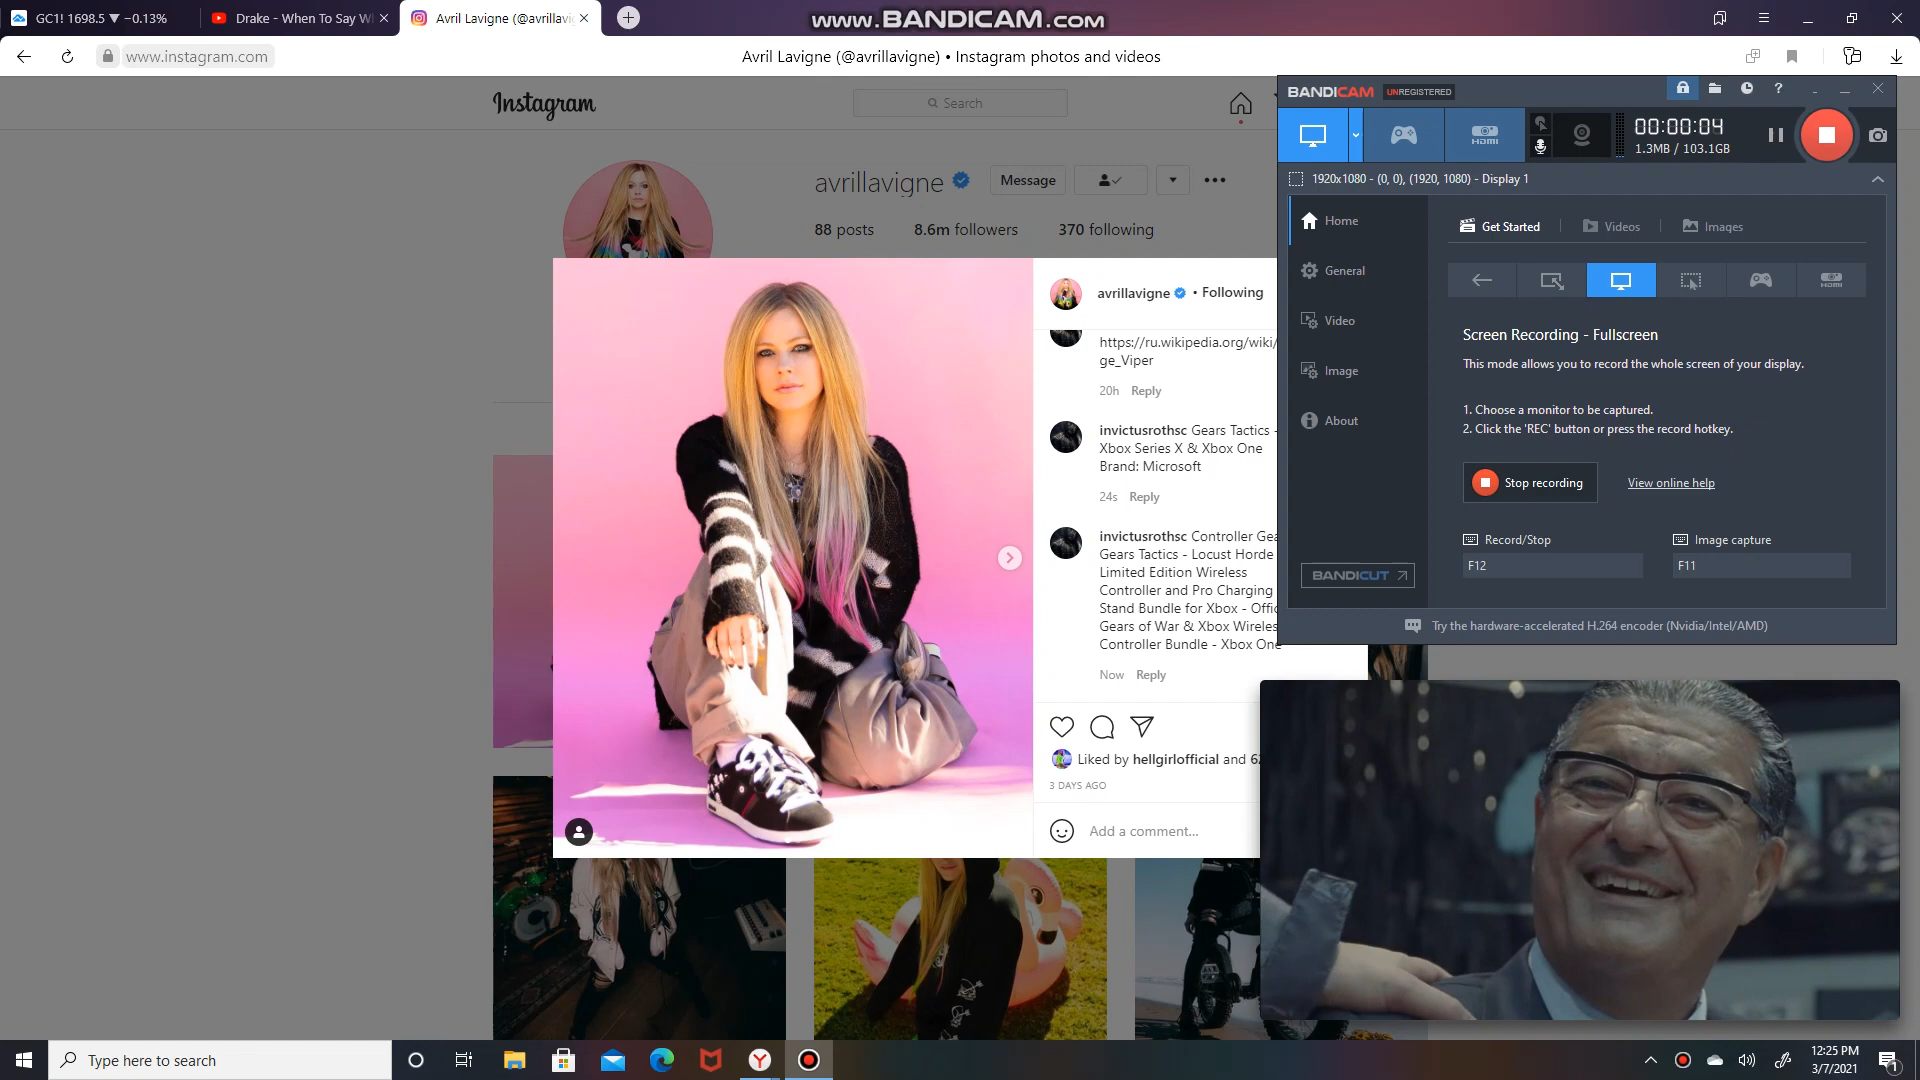 GC1! 1698.5 ▼ −0.13%
Drake - When To Say W
Avril Lavigne (@avrillavi
www.BANDICAM.com
www.instagram.com
Avril Lavigne (@avrillavigne) • Instagram photos and videos
Instagram
Search
avrillavigne
Message
88 posts
8.6m followers
370 following
avrillavigne
• Following
https://ru.wikipedia.org/wiki/
ge_Viper
20h
Reply
invictusrothsc Gears Tactics -
Xbox Series X & Xbox One
Brand: Microsoft
24s
Reply
invictusrothsc Controller Gea
Gears Tactics - Locust Horde
Limited Edition Wireless
Controller and Pro Charging
Stand Bundle for Xbox - Offic
Gears of War & Xbox Wireles
Controller Bundle - Xbox One
Now
Reply
Liked by hellgirlofficial and 62
3 DAYS AGO
Add a comment...
BANDICAM
UNREGISTERED
00:00:04
1.3MB / 103.1GB
HDMI
1920x1080 - (0, 0), (1920, 1080) - Display 1
Home
General
Video
Image
About
BANDICUT
Get Started
Videos
Images
HDMI
Screen Recording - Fullscreen
This mode allows you to record the whole screen of your display.
1. Choose a monitor to be captured.
2. Click the 'REC' button or press the record hotkey.
Stop recording
View online help
Record/Stop
Image capture
F12
F11
Try the hardware-accelerated H.264 encoder (Nvidia/Intel/AMD)
Type here to search
12:25 PM
3/7/2021
1